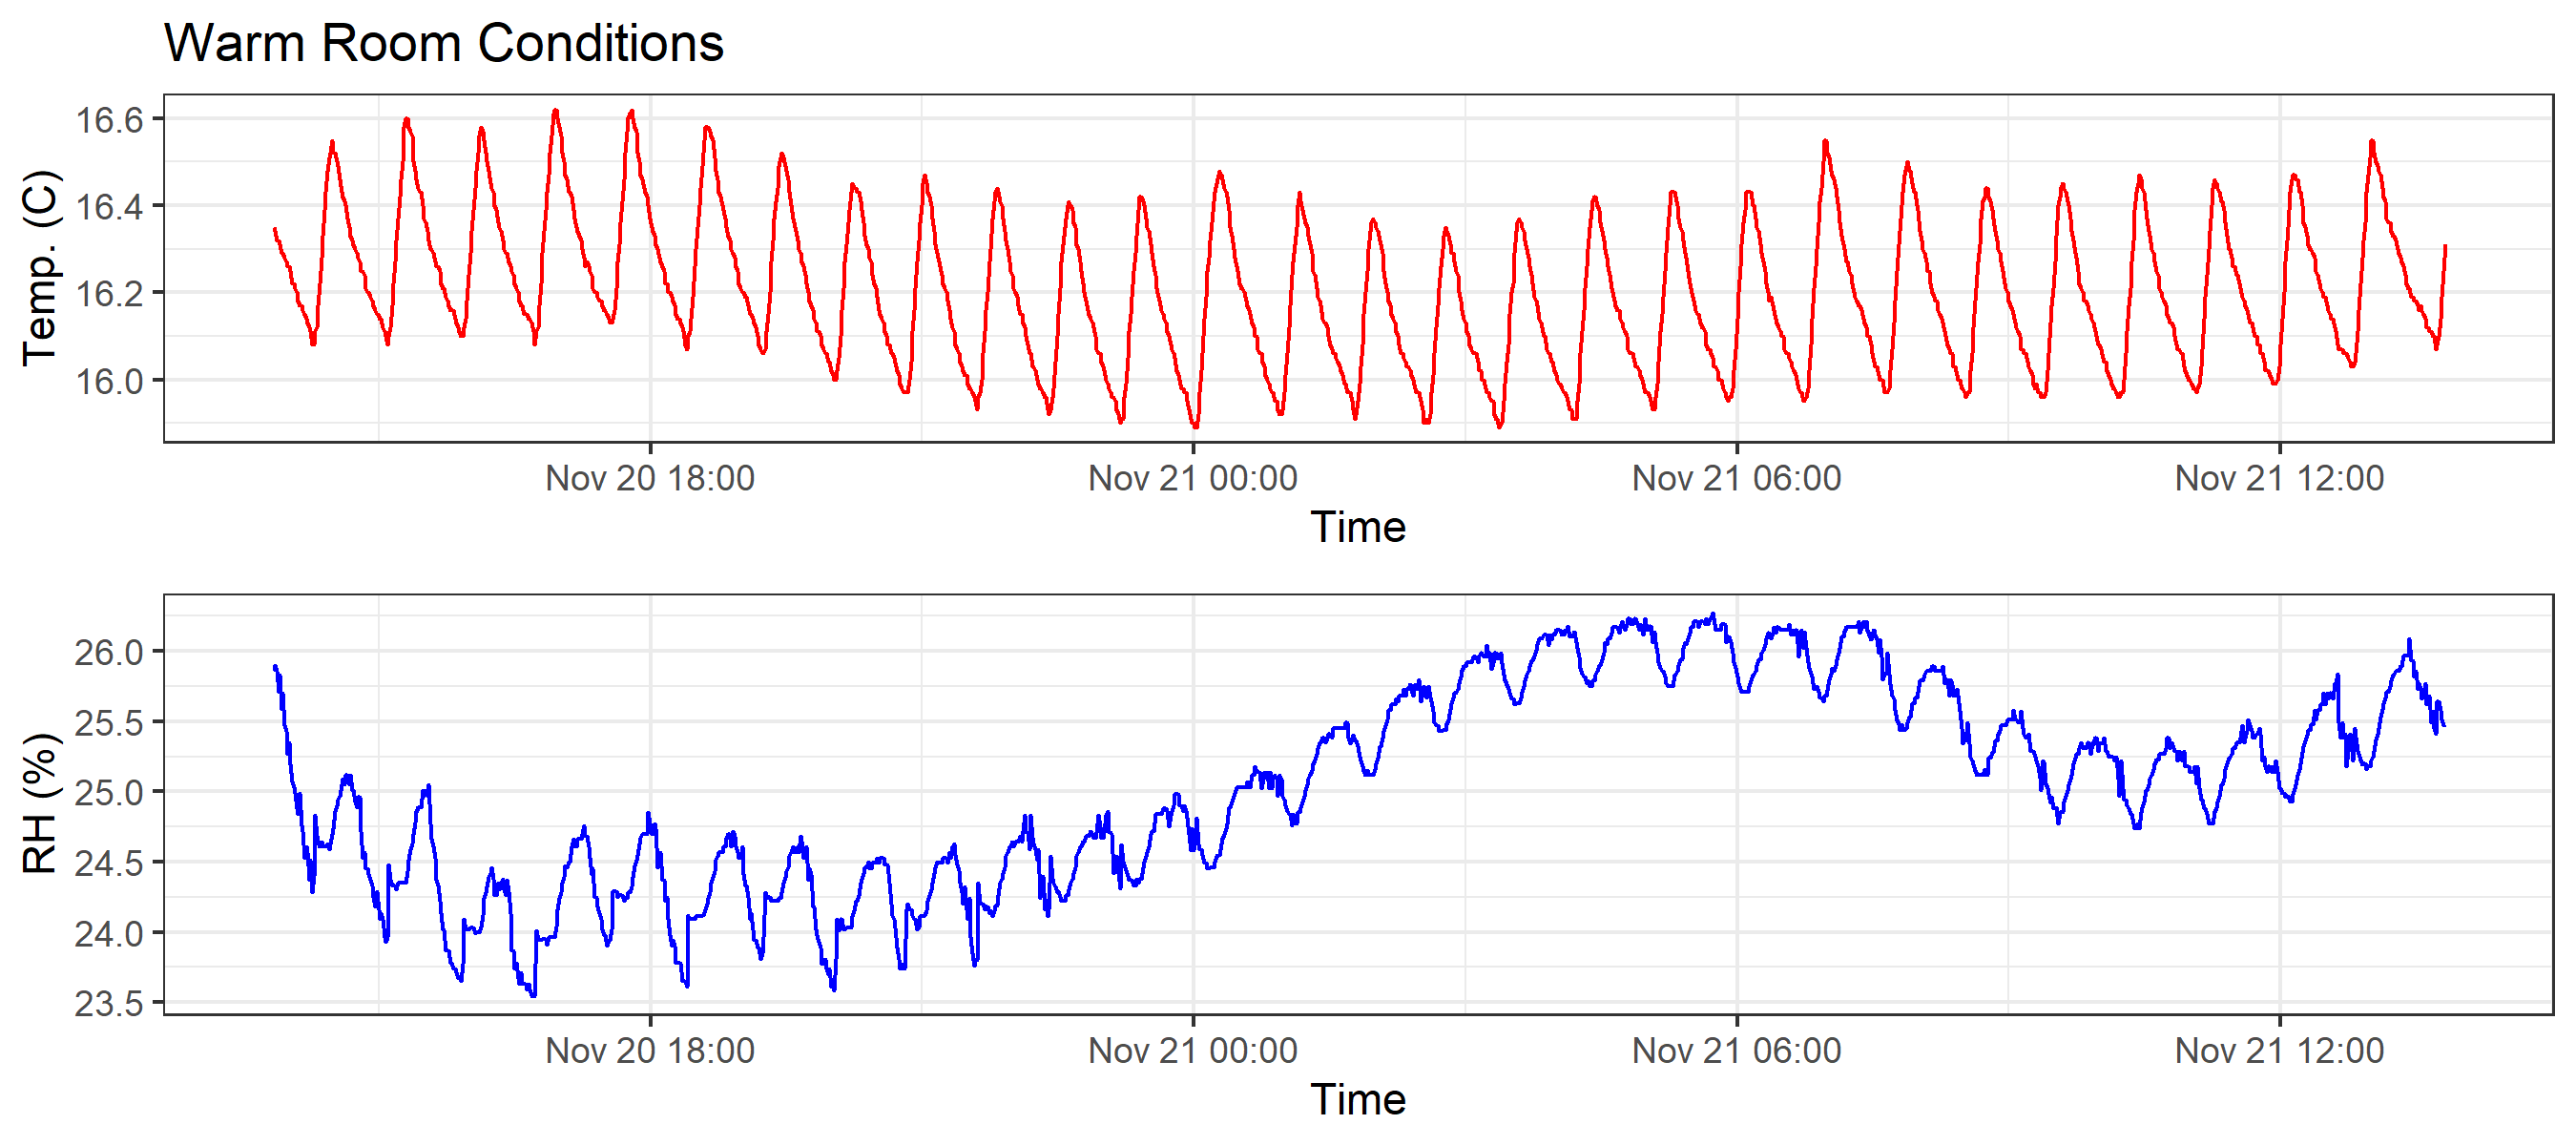 Warm Room Conditions
Temp. (C)
16.6
16.4
16.2
16.0
Nov 20 18:00 Nov 21 00:00 Nov 21 06:00 Nov 21 12:00
Time
RH (%)
26.0
25.5
25.0
24.5
24.0
23.5
Nov 20 18:00 Nov 21 00:00 Nov 21 06:00 Nov 21 12:00
Time